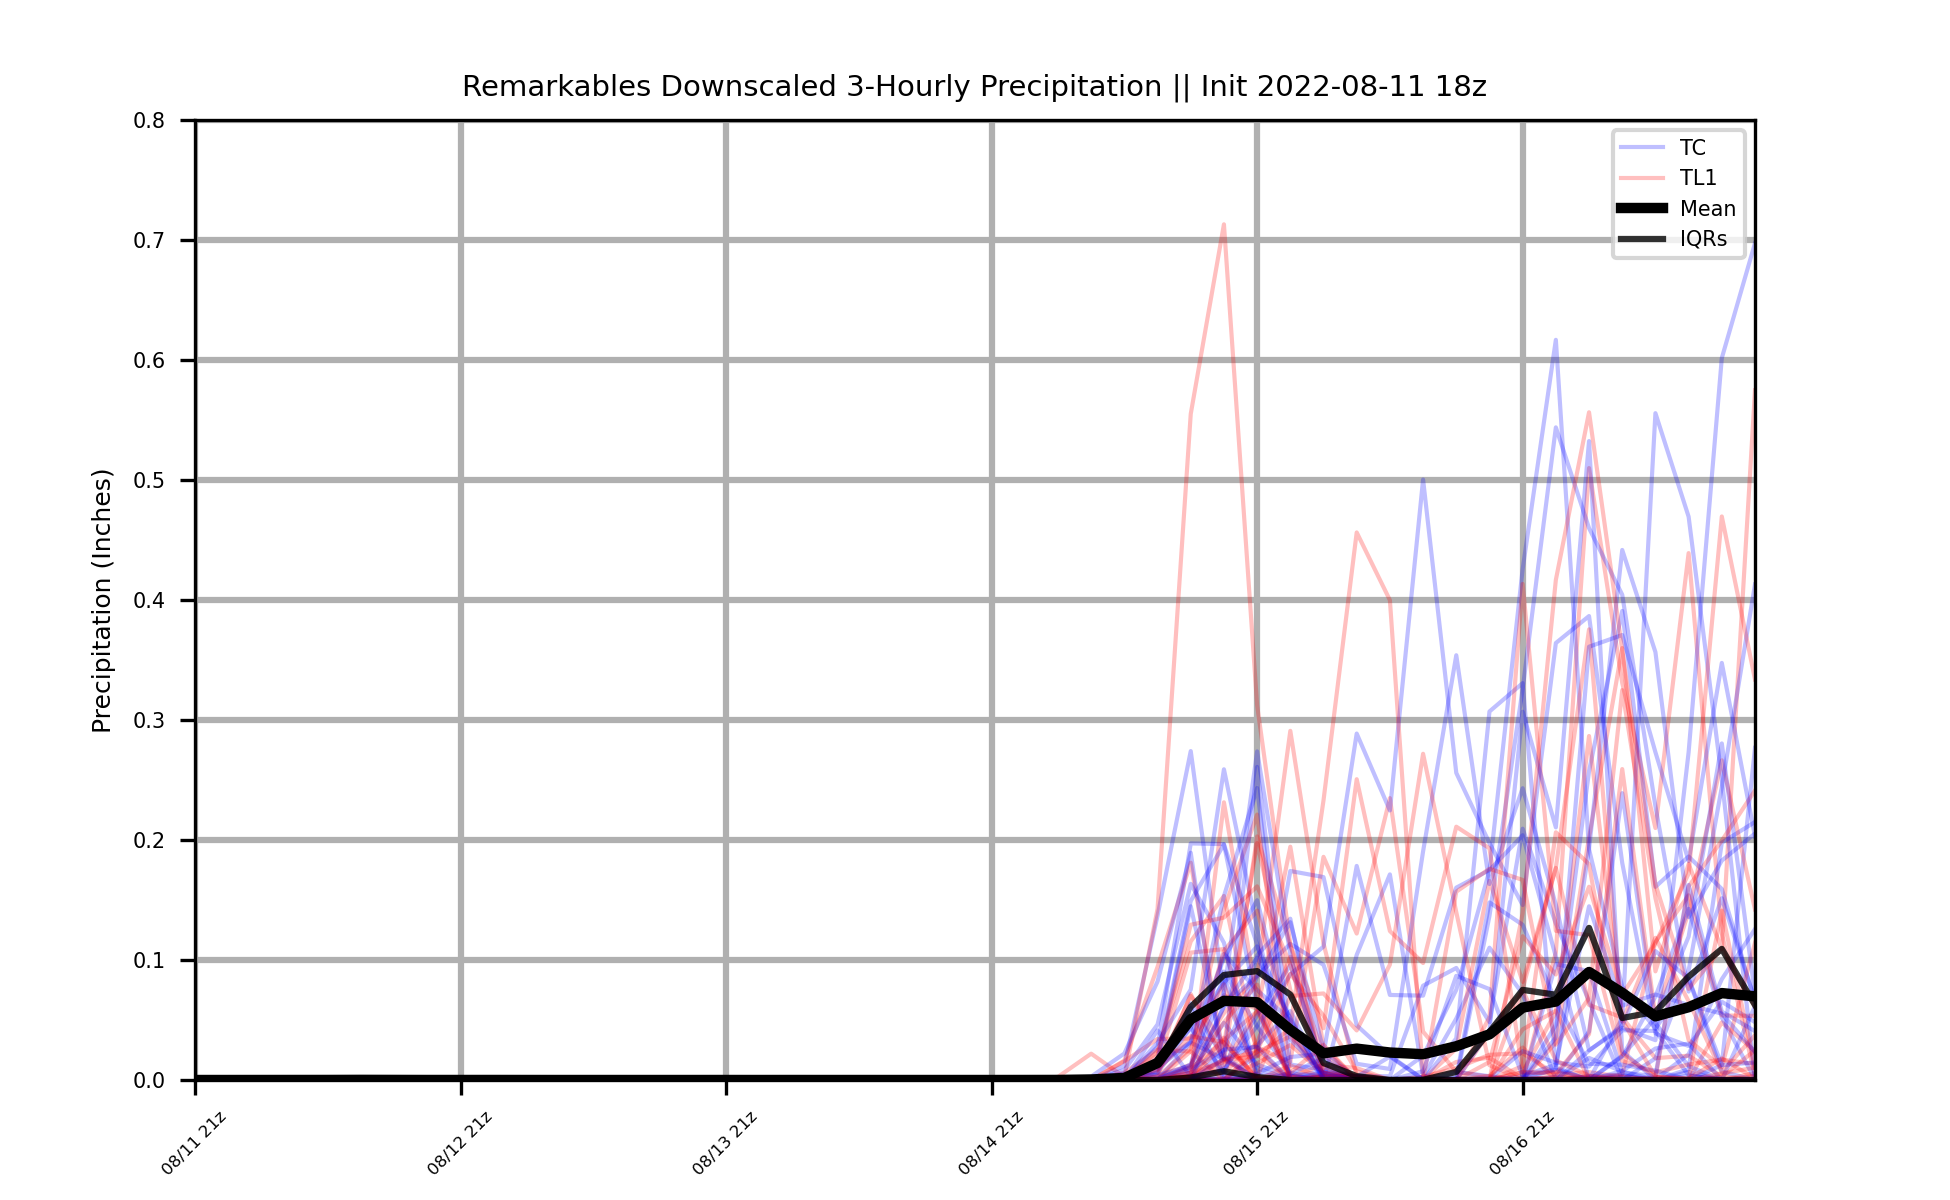 Remarkables Downscaled 3-Hourly Precipitation || Init 2022-08-11 18z
0.8
0.7
0.6
0.5
0.4
0.3
0.2
0.1
0.0
Precipitation (Inches)
TC
TL1
Mean
IQRs
08/11 21z
08/12 21z
08/13 21z
08/14 21z
08/15 21z
08/16 21z